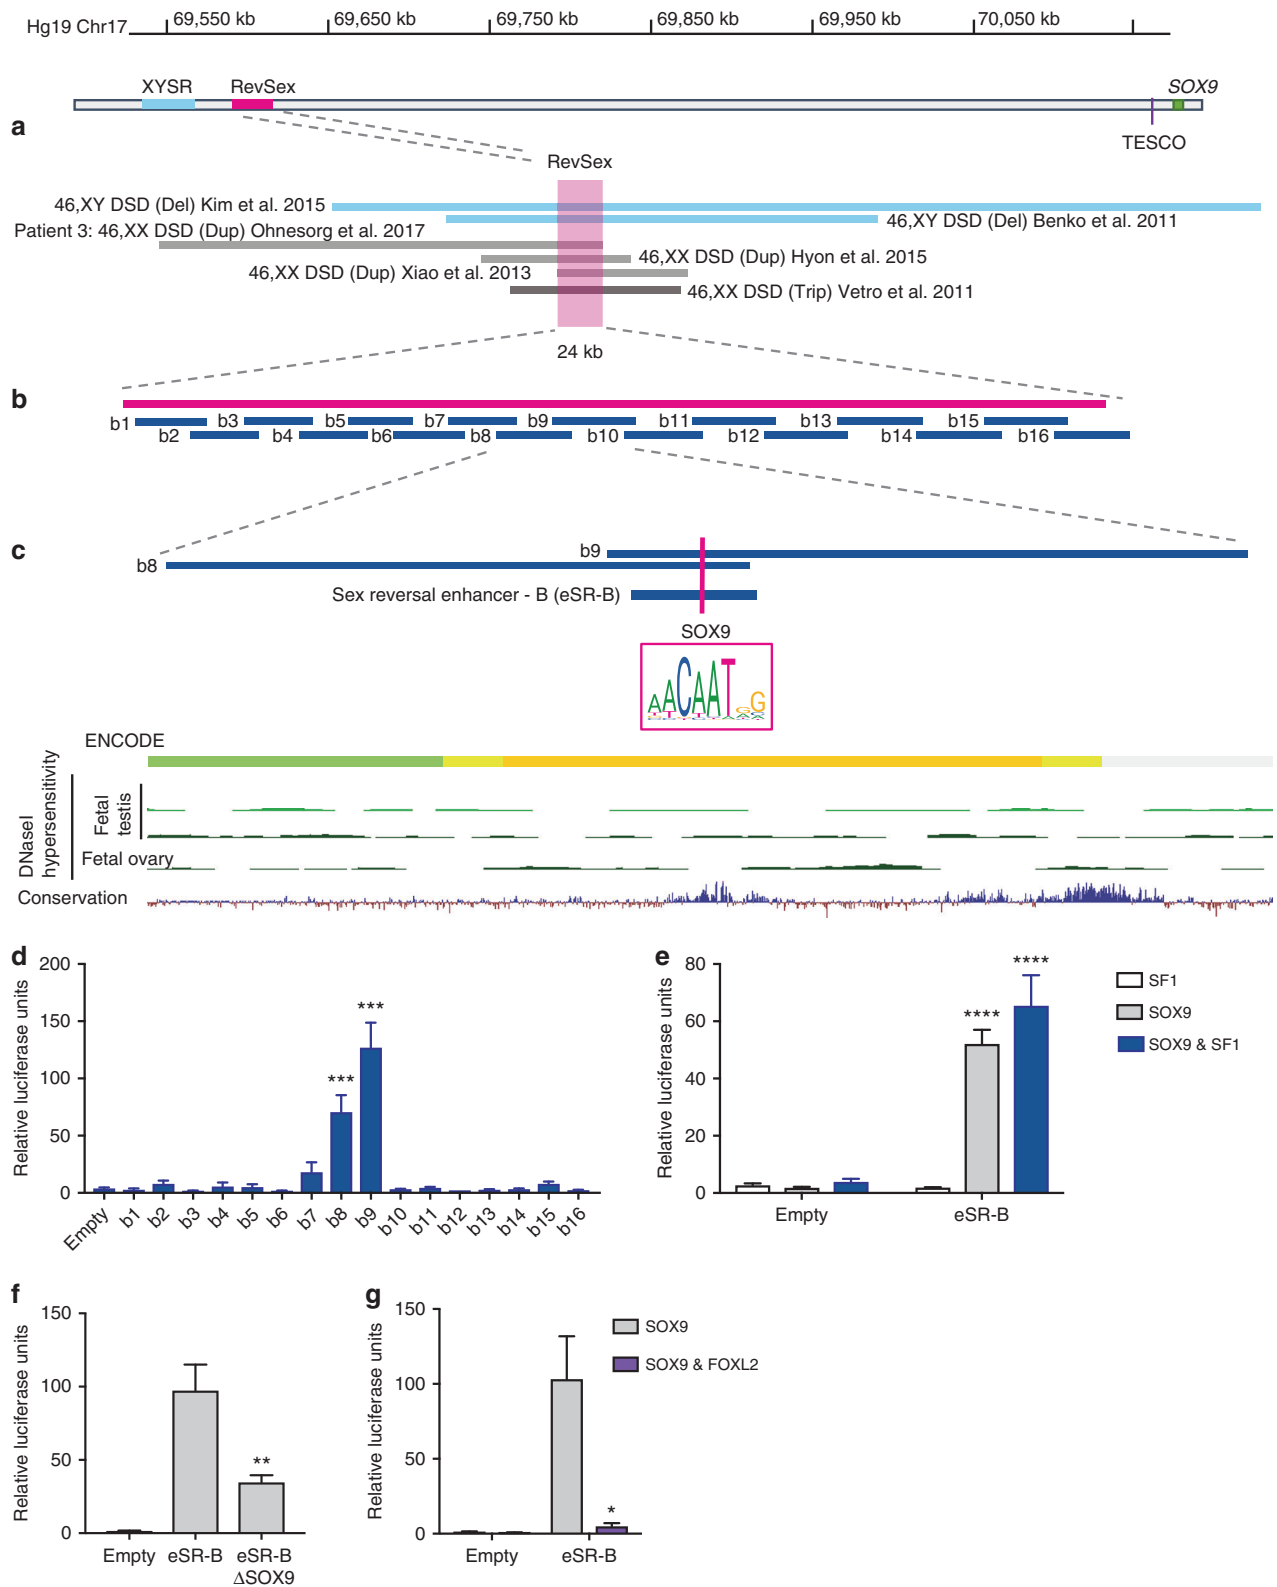 Hg19 Chr17
69,550 kb 69,650 kb 69,750 kb 69,850 kb 69,950 kb 70,050 kb
XYSR RevSex SOX9
TESCO
a
RevSex
46,XY DSD (Del) Kim et al. 2015
46,XY DSD (Del) Benko et al. 2011
Patient 3: 46,XX DSD (Dup) Ohnesorg et al. 2017
46,XX DSD (Dup) Hyon et al. 2015
46,XX DSD (Dup) Xiao et al. 2013
46,XX DSD (Trip) Vetro et al. 2011
24 kb
b
b1 b3 b5 b7 b9 b11 b13 b15
b2 b4 b6 b8 b10 b12 b14 b16
c
b9
b8
Sex reversal enhancer - B (eSR-B)
SOX9
AACAAT G
ENCODE
DNaseI hypersensitivity
Fetal testis
Fetal ovary
Conservation
d
Relative luciferase units
200
150
100
50
0
*** ***
Empty b1 b2 b3 b4 b5 b6 b7 b8 b9 b10 b11 b12 b13 b14 b15 b16
e
Relative luciferase units
80
60
40
20
0
**** ****
Empty eSR-B
SF1
SOX9
SOX9 & SF1
f
Relative luciferase units
150
100
50
0
**
Empty eSR-B eSR-B
ΔSOX9
g
Relative luciferase units
150
100
50
0
*
Empty eSR-B
SOX9
SOX9 & FOXL2